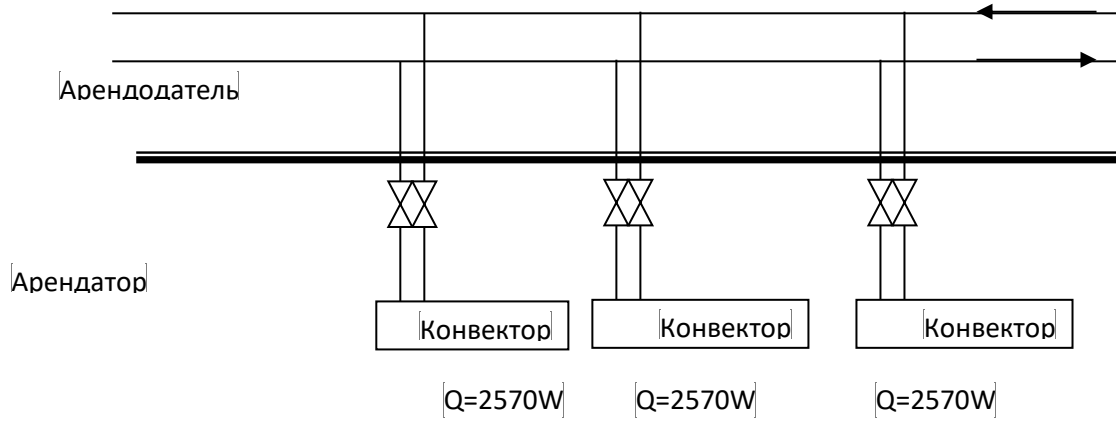 Арендодатель
Арендатор
Конвектор Конвектор Конвектор
Q=2570W Q=2570W Q=2570W